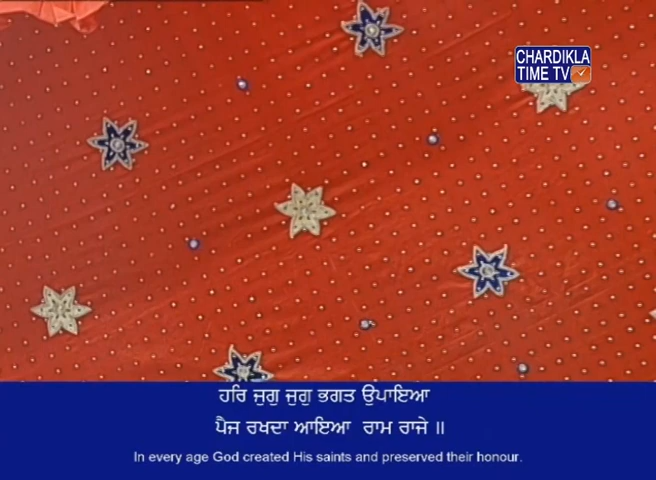 CHARDIKLA
TIME TV
ਹਰਿ ਜੁਗੁ ਜੁਗੁ ਭਗਤ ਉਪਾਇਆ
ਪੈਜ ਰਖਦਾ ਆਇਆ ਰਾਮ ਰਾਜੇ ॥
In every age God created His saints and preserved their honour.